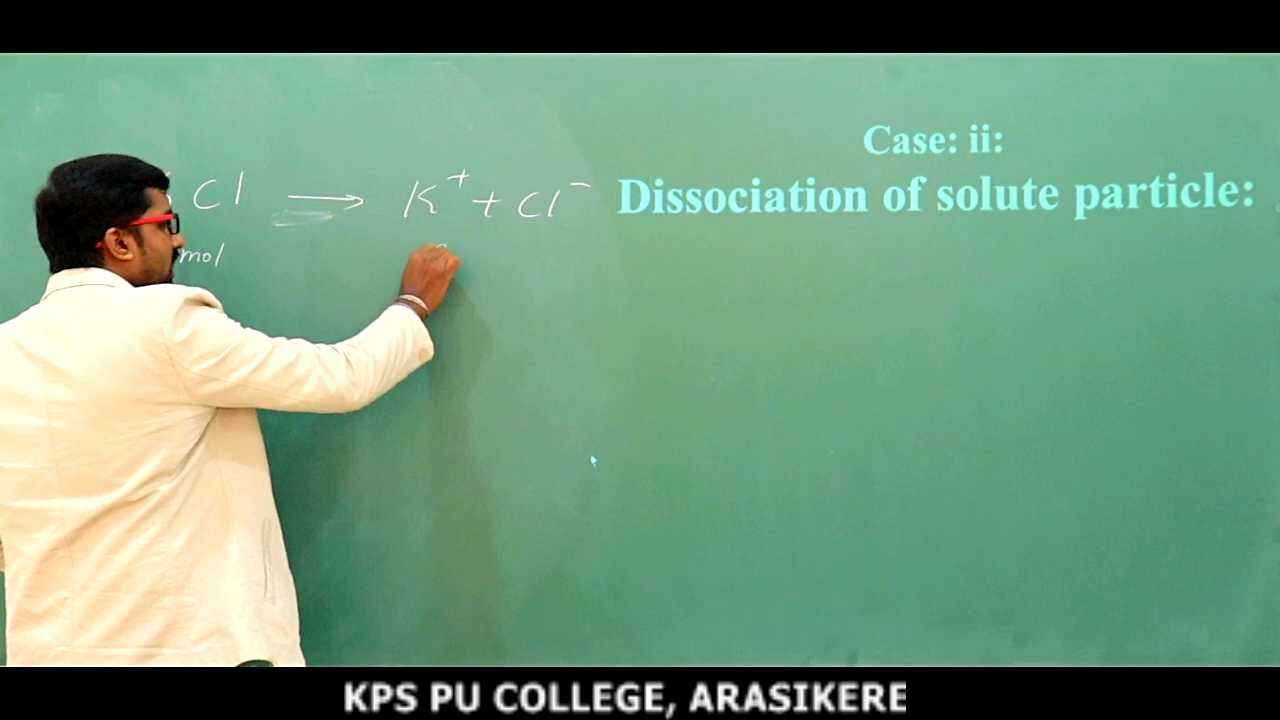 Cl → K⁺ + Cl⁻
mol
Case: ii:
Dissociation of solute particle:
KPS PU COLLEGE, ARASIKERE